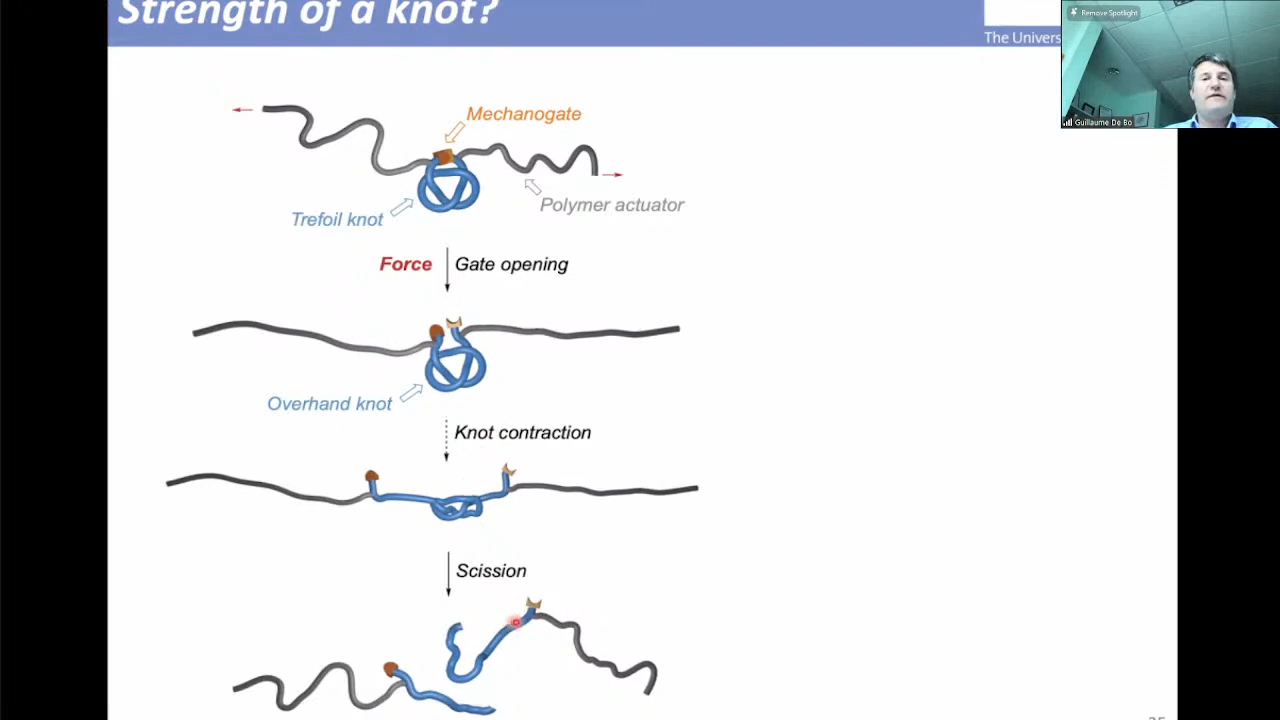 Strength of a knot?
The Univers
Remove Spotlight
Guillaume De Bo
Mechanogate
Polymer actuator
Trefoil knot
Force
Gate opening
Overhand knot
Knot contraction
Scission